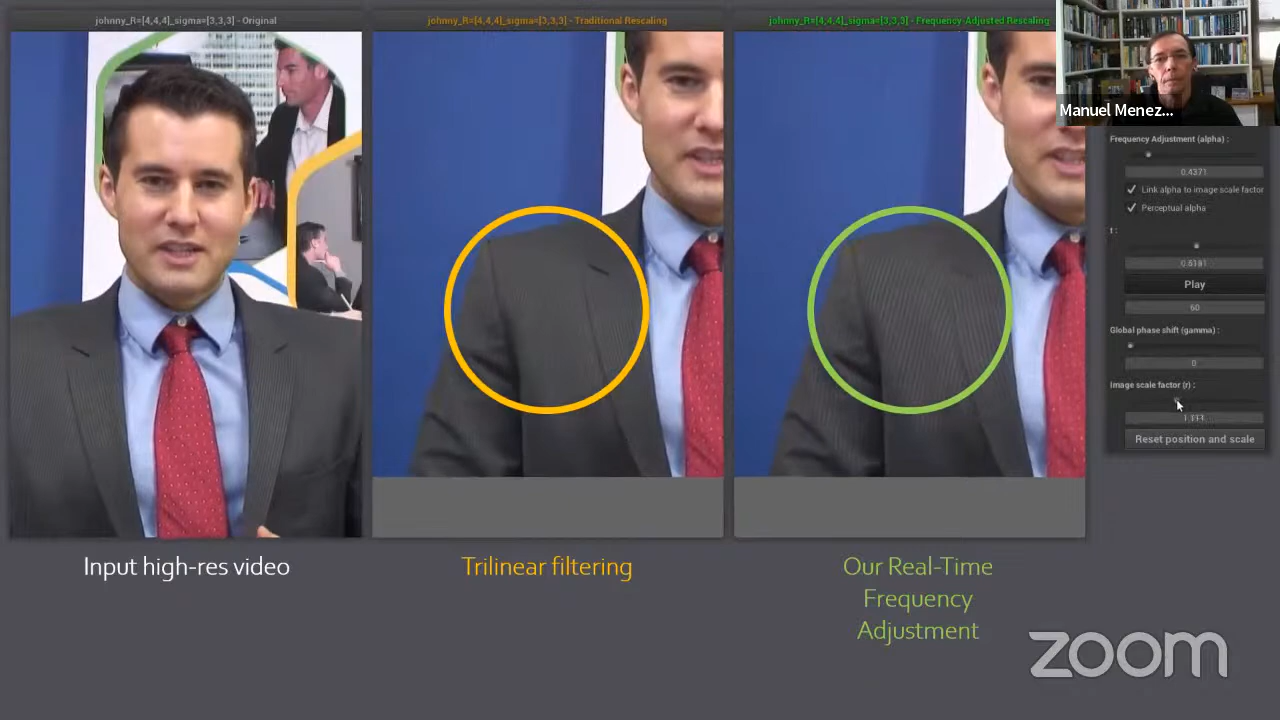 johnny_R=[4,4,4]_sigma=[3,3,3] - Original
johnny_R=[4,4,4]_sigma=[3,3,3] - Traditional Rescaling
johnny_R=[4,4,4]_sigma=[3,3,3] - Frequency-Adjusted Rescaling
Manuel Menez...
Frequency Adjustment (alpha) :
0.4371
Link alpha to image scale factor
Perceptual alpha
t :
Play
60
Global phase shift (gamma) :
0
Image scale factor (r) :
Reset position and scale
Input high-res video
Trilinear filtering
Our Real-Time
Frequency
Adjustment
zoom